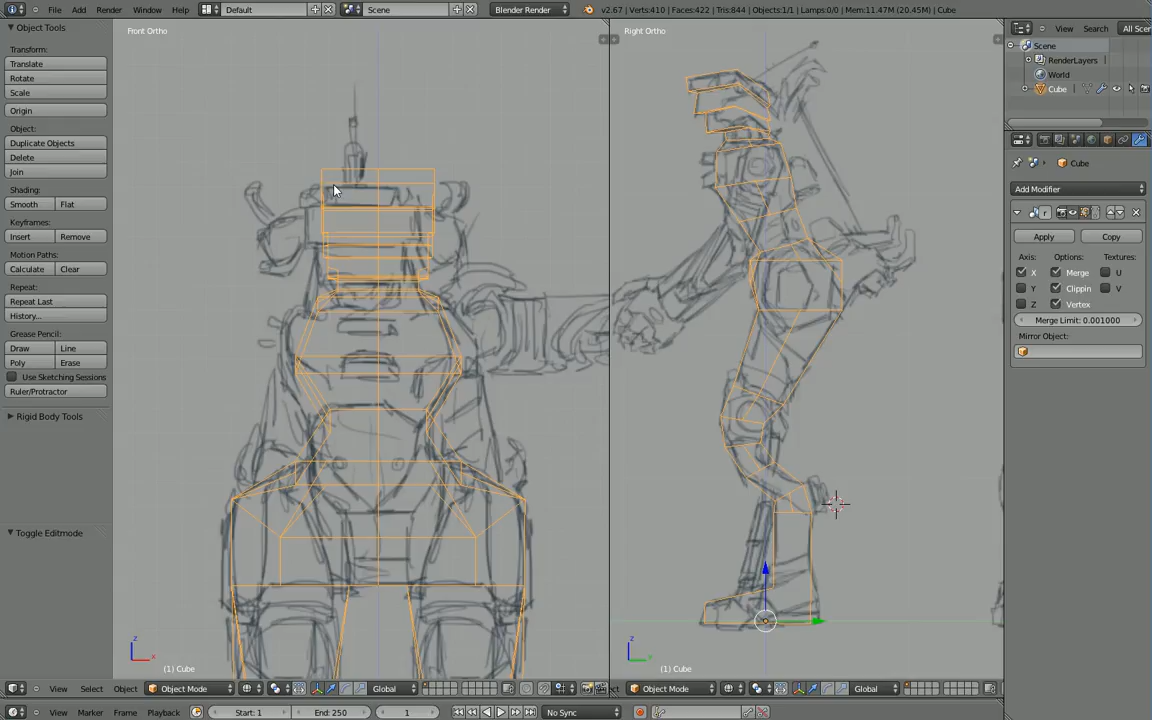 File Add Render Window Help Default Scene Blender Render v2.67 | Verts:410 | Faces:422 | Tris:844 | Objects:1/1 | Lamps:0/0 | Mem:11.47M (20.45M) | Cube
Object Tools
Transform:
Translate
Rotate
Scale
Origin
Object:
Duplicate Objects
Delete
Join
Shading:
Smooth Flat
Keyframes:
Insert Remove
Motion Paths:
Calculate Clear
Repeat:
Repeat Last
History...
Grease Pencil:
Draw Line
Poly Erase
Use Sketching Sessions
Ruler/Protractor
Rigid Body Tools
Toggle Editmode
Front Ortho
z
x
(1) Cube
View Select Object Object Mode Global
Right Ortho
z
y
(1) Cube
Object Mode Global
View Search All Scen
Scene
RenderLayers
World
Cube
Cube
Add Modifier
Apply Copy
Axis: Options: Textures:
X Merge U
Y Clippin V
Z Vertex
Merge Limit: 0.001000
Mirror Object:
View Marker Frame Playback Start: 1 End: 250 1 No Sync